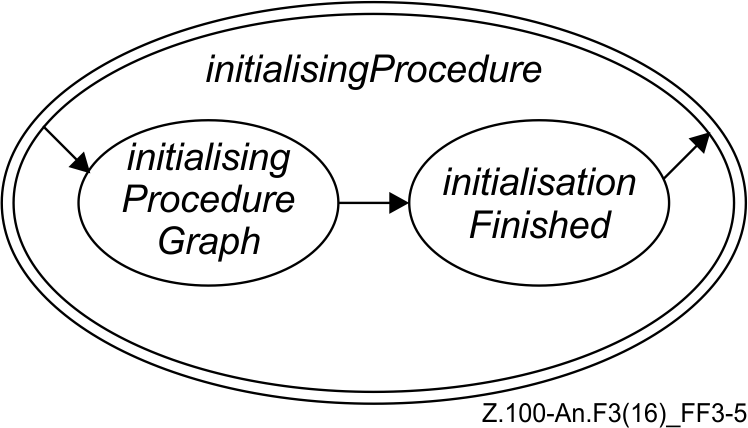 initialisingProcedure
initialising
Procedure
Graph
initialisation
Finished
Z.100-An.F3(16)_FF3-5